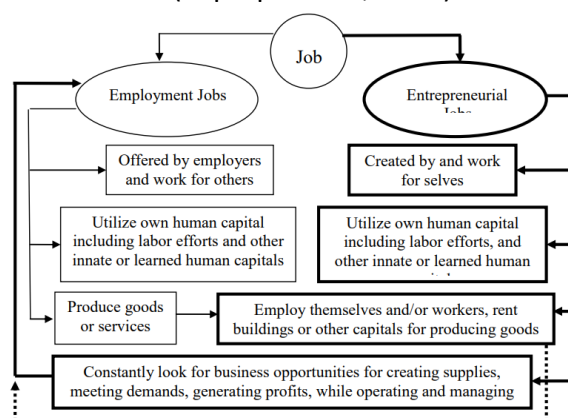 Job
Employment Jobs
Entrepreneurial
Offered by employers
and work for others
Created by and work
for selves
Utilize own human capital
including labor efforts and other
innate or learned human capitals
Utilize own human capital
including labor efforts, and
other innate or learned human
Produce goods
or services
Employ themselves and/or workers, rent
buildings or other capitals for producing goods
Constantly look for business opportunities for creating supplies,
meeting demands, generating profits, while operating and managing